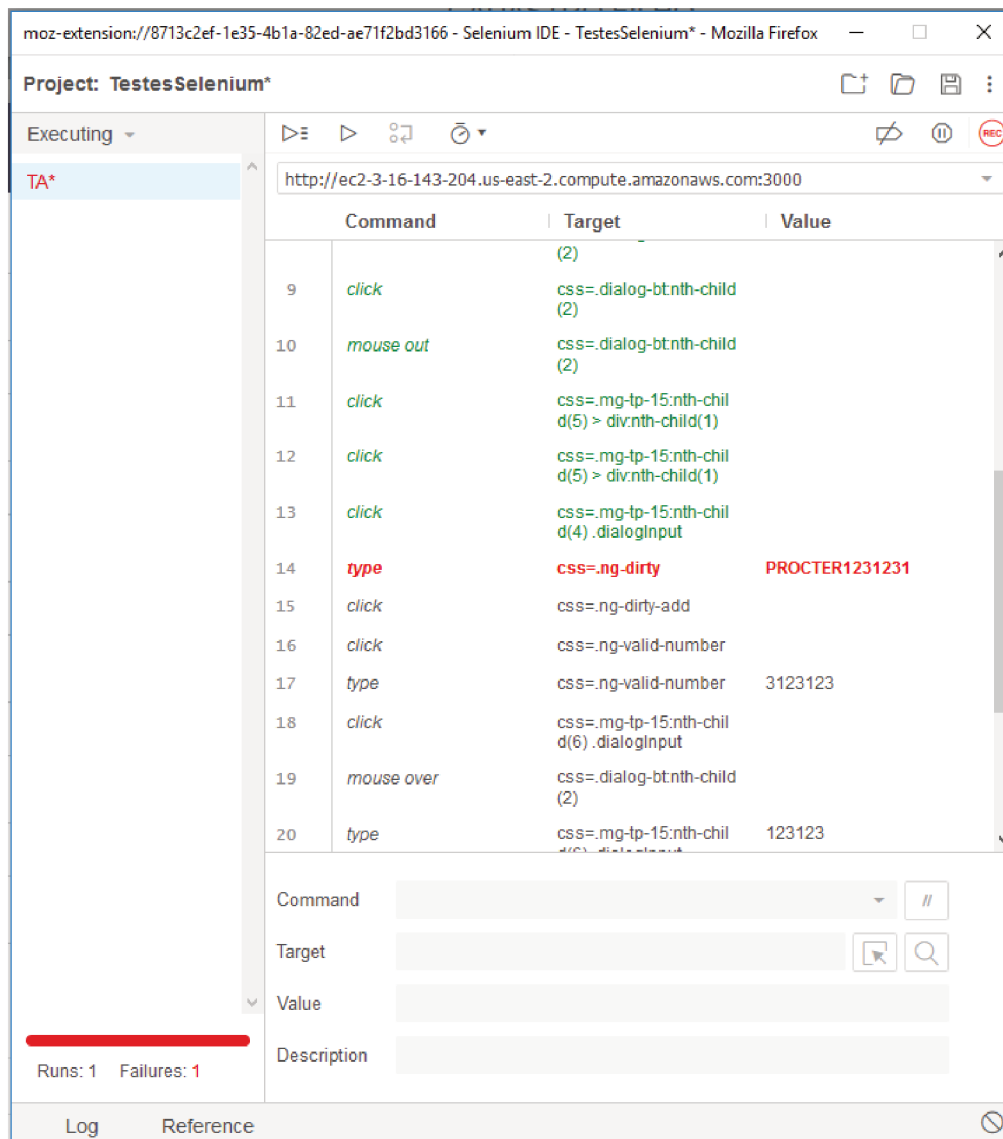 moz-extension://8713c2ef-1e35-4b1a-82ed-ae71f2bd3166 - Selenium IDE - TestesSelenium* - Mozilla Firefox
Project: TestesSelenium*
Executing
REC
TA*
http://ec2-3-16-143-204.us-east-2.compute.amazonaws.com:3000
Command Target Value
(2)
9 click css=.dialog-bt:nth-child
(2)
10 mouse out css=.dialog-bt:nth-child
(2)
11 click css=.mg-tp-15:nth-chil
d(5) > div:nth-child(1)
12 click css=.mg-tp-15:nth-chil
d(5) > div:nth-child(1)
13 click css=.mg-tp-15:nth-chil
d(4) .dialogInput
14 type css=.ng-dirty PROCTER1231231
15 click css=.ng-dirty-add
16 click css=.ng-valid-number
17 type css=.ng-valid-number 3123123
18 click css=.mg-tp-15:nth-chil
d(6) .dialogInput
19 mouse over css=.dialog-bt:nth-child
(2)
20 type css=.mg-tp-15:nth-chil 123123
d(6) .dialogInput
Command //
Target
Value
Description
Runs: 1 Failures: 1
Log Reference